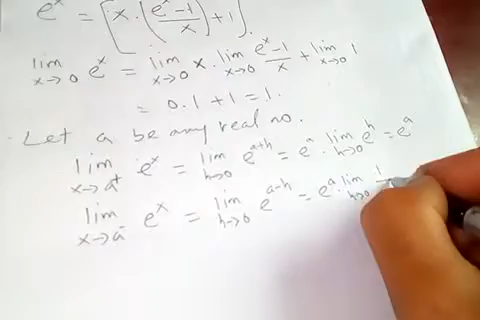 e^x = [x · (e^x-1 / x) + 1].
lim x→0 e^x = lim x→0 x · lim x→0 e^x-1 / x + lim x→0 1
= 0.1 + 1 = 1.
Let a be any real no.
lim x→a⁺ e^x = lim h→0 e^a+h = e^a · lim h→0 e^h = e^a
lim x→a⁻ e^x = lim h→0 e^a-h = e^a · lim h→0 1